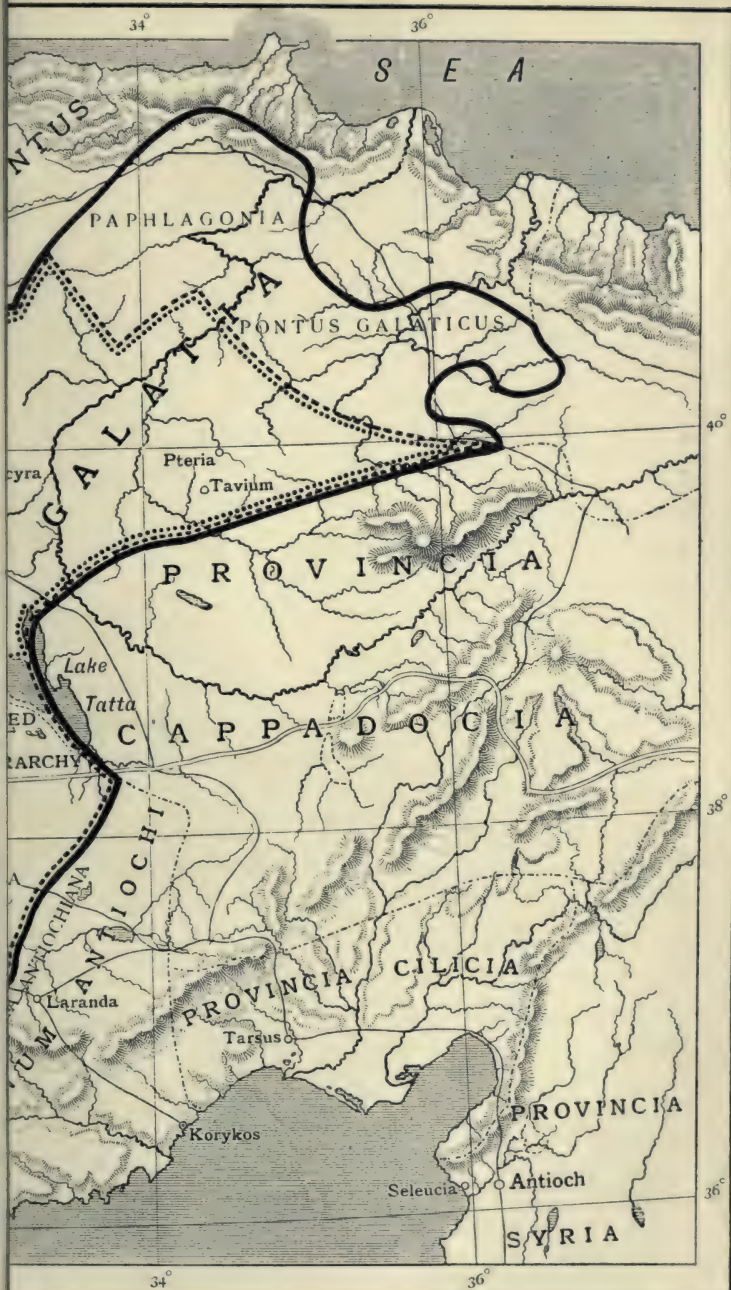 34°
36°
SEA
NTUS
PAPHLAGONIA
GALATIA
PONTUS GALATICUS
40°
Pteria
cyra
Tavium
PROVINCIA
Lake
Tatta
ED
CAPPADOCIA
RARCHY
38°
ANTIOCHIANA
UM ANTIOCHI
A
PROVINCIA CILICIA
Laranda
Tarsus
PROVINCIA
Korykos
Seleucia
Antioch
36°
SYRIA
34°
36°